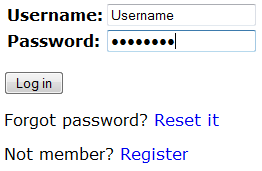 Username: Username
Password: ●●●●●●●●
Log in
Forgot password? Reset it
Not member? Register